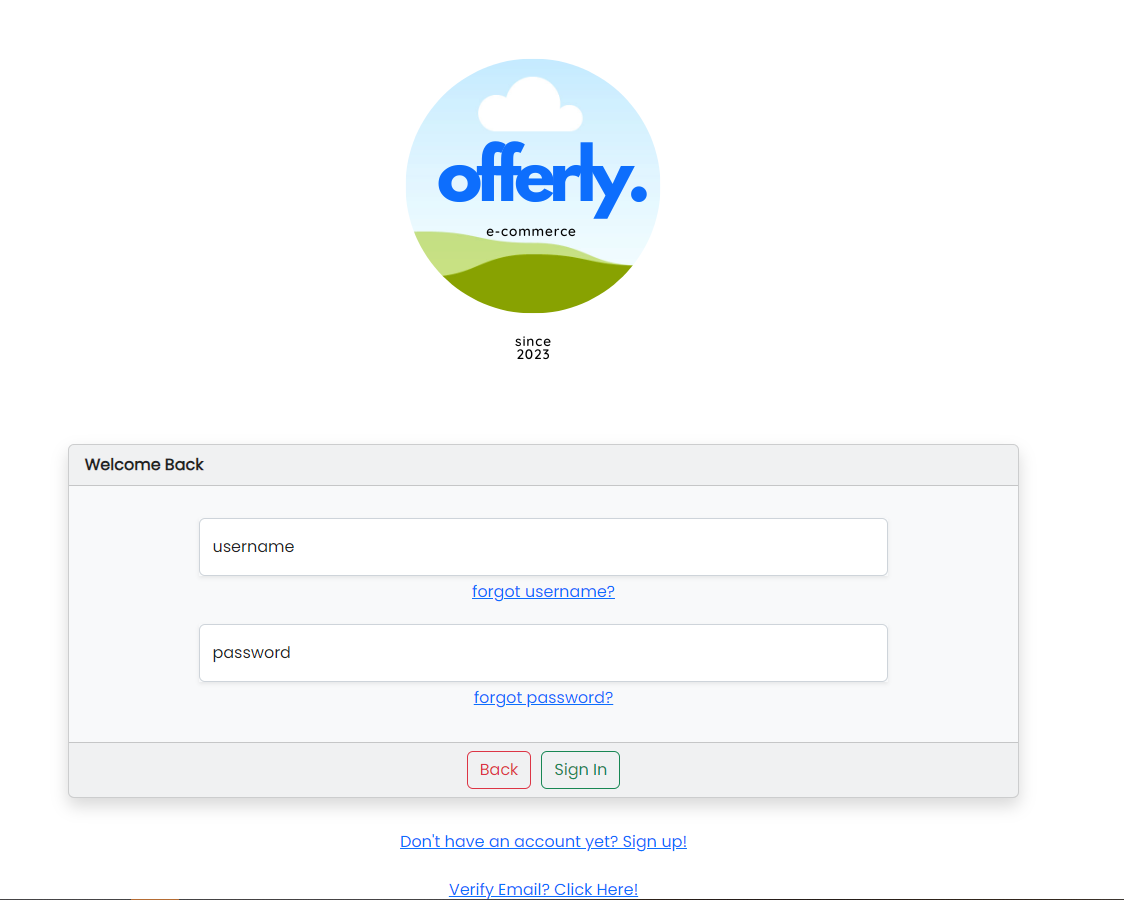 offerly.
e-commerce
since
2023
Welcome Back
username
forgot username?
password
forgot password?
Back Sign In
Don't have an account yet? Sign up!
Verify Email? Click Here!